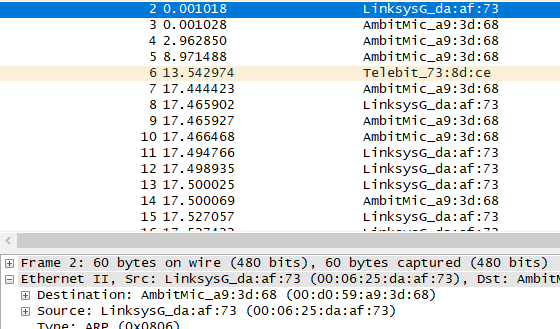 2 0.001018 LinksysG_da:af:73
3 0.001028 AmbitMic_a9:3d:68
4 2.962850 AmbitMic_a9:3d:68
5 8.971488 AmbitMic_a9:3d:68
6 13.542974 Telebit_73:8d:ce
7 17.444423 AmbitMic_a9:3d:68
8 17.465902 LinksysG_da:af:73
9 17.465927 AmbitMic_a9:3d:68
10 17.466468 AmbitMic_a9:3d:68
11 17.494766 LinksysG_da:af:73
12 17.498935 LinksysG_da:af:73
13 17.500025 LinksysG_da:af:73
14 17.500069 AmbitMic_a9:3d:68
15 17.527057 LinksysG_da:af:73
Frame 2: 60 bytes on wire (480 bits), 60 bytes captured (480 bits)
Ethernet II, Src: LinksysG_da:af:73 (00:06:25:da:af:73), Dst: AmbitM
Destination: AmbitMic_a9:3d:68 (00:d0:59:a9:3d:68)
Source: LinksysG_da:af:73 (00:06:25:da:af:73)
Type: ARP (0x0806)